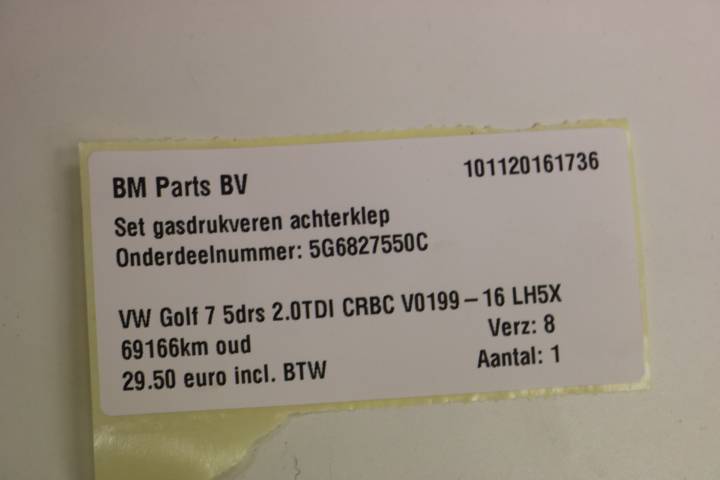 BM Parts BV 101120161736
Set gasdrukveren achterklep
Onderdeelnummer: 5G6827550C
VW Golf 7 5drs 2.0TDI CRBC V0199-16 LH5X
69166km oud Verz: 8
29.50 euro incl. BTW Aantal: 1